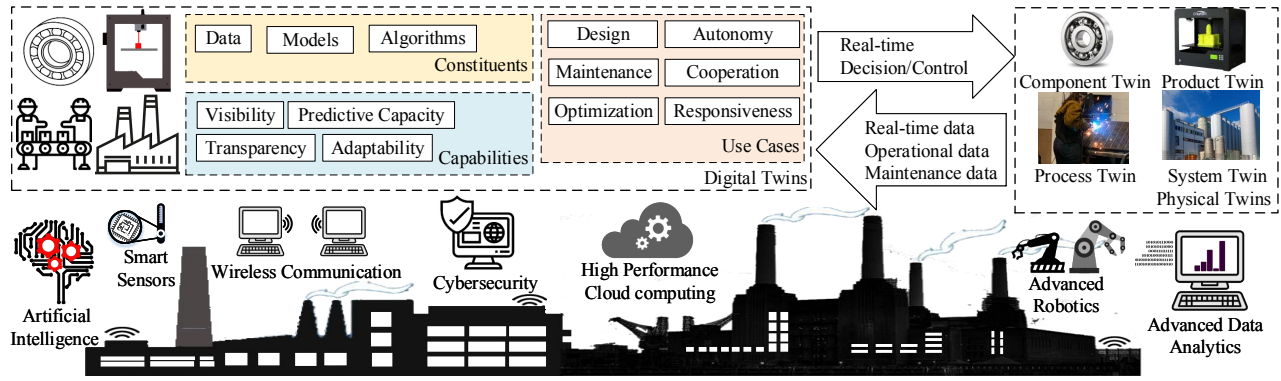 Data
Models
Algorithms
Constituents
Visibility
Predictive Capacity
Transparency
Adaptability
Capabilities
Design
Autonomy
Maintenance
Cooperation
Optimization
Responsiveness
Use Cases
Digital Twins
Real-time
Decision/Control
Real-time data
Operational data
Maintenance data
Component Twin
Product Twin
Process Twin
System Twin
Physical Twins
Artificial
Intelligence
Smart
Sensors
Wireless Communication
Cybersecurity
High Performance
Cloud computing
Advanced
Robotics
Advanced Data
Analytics